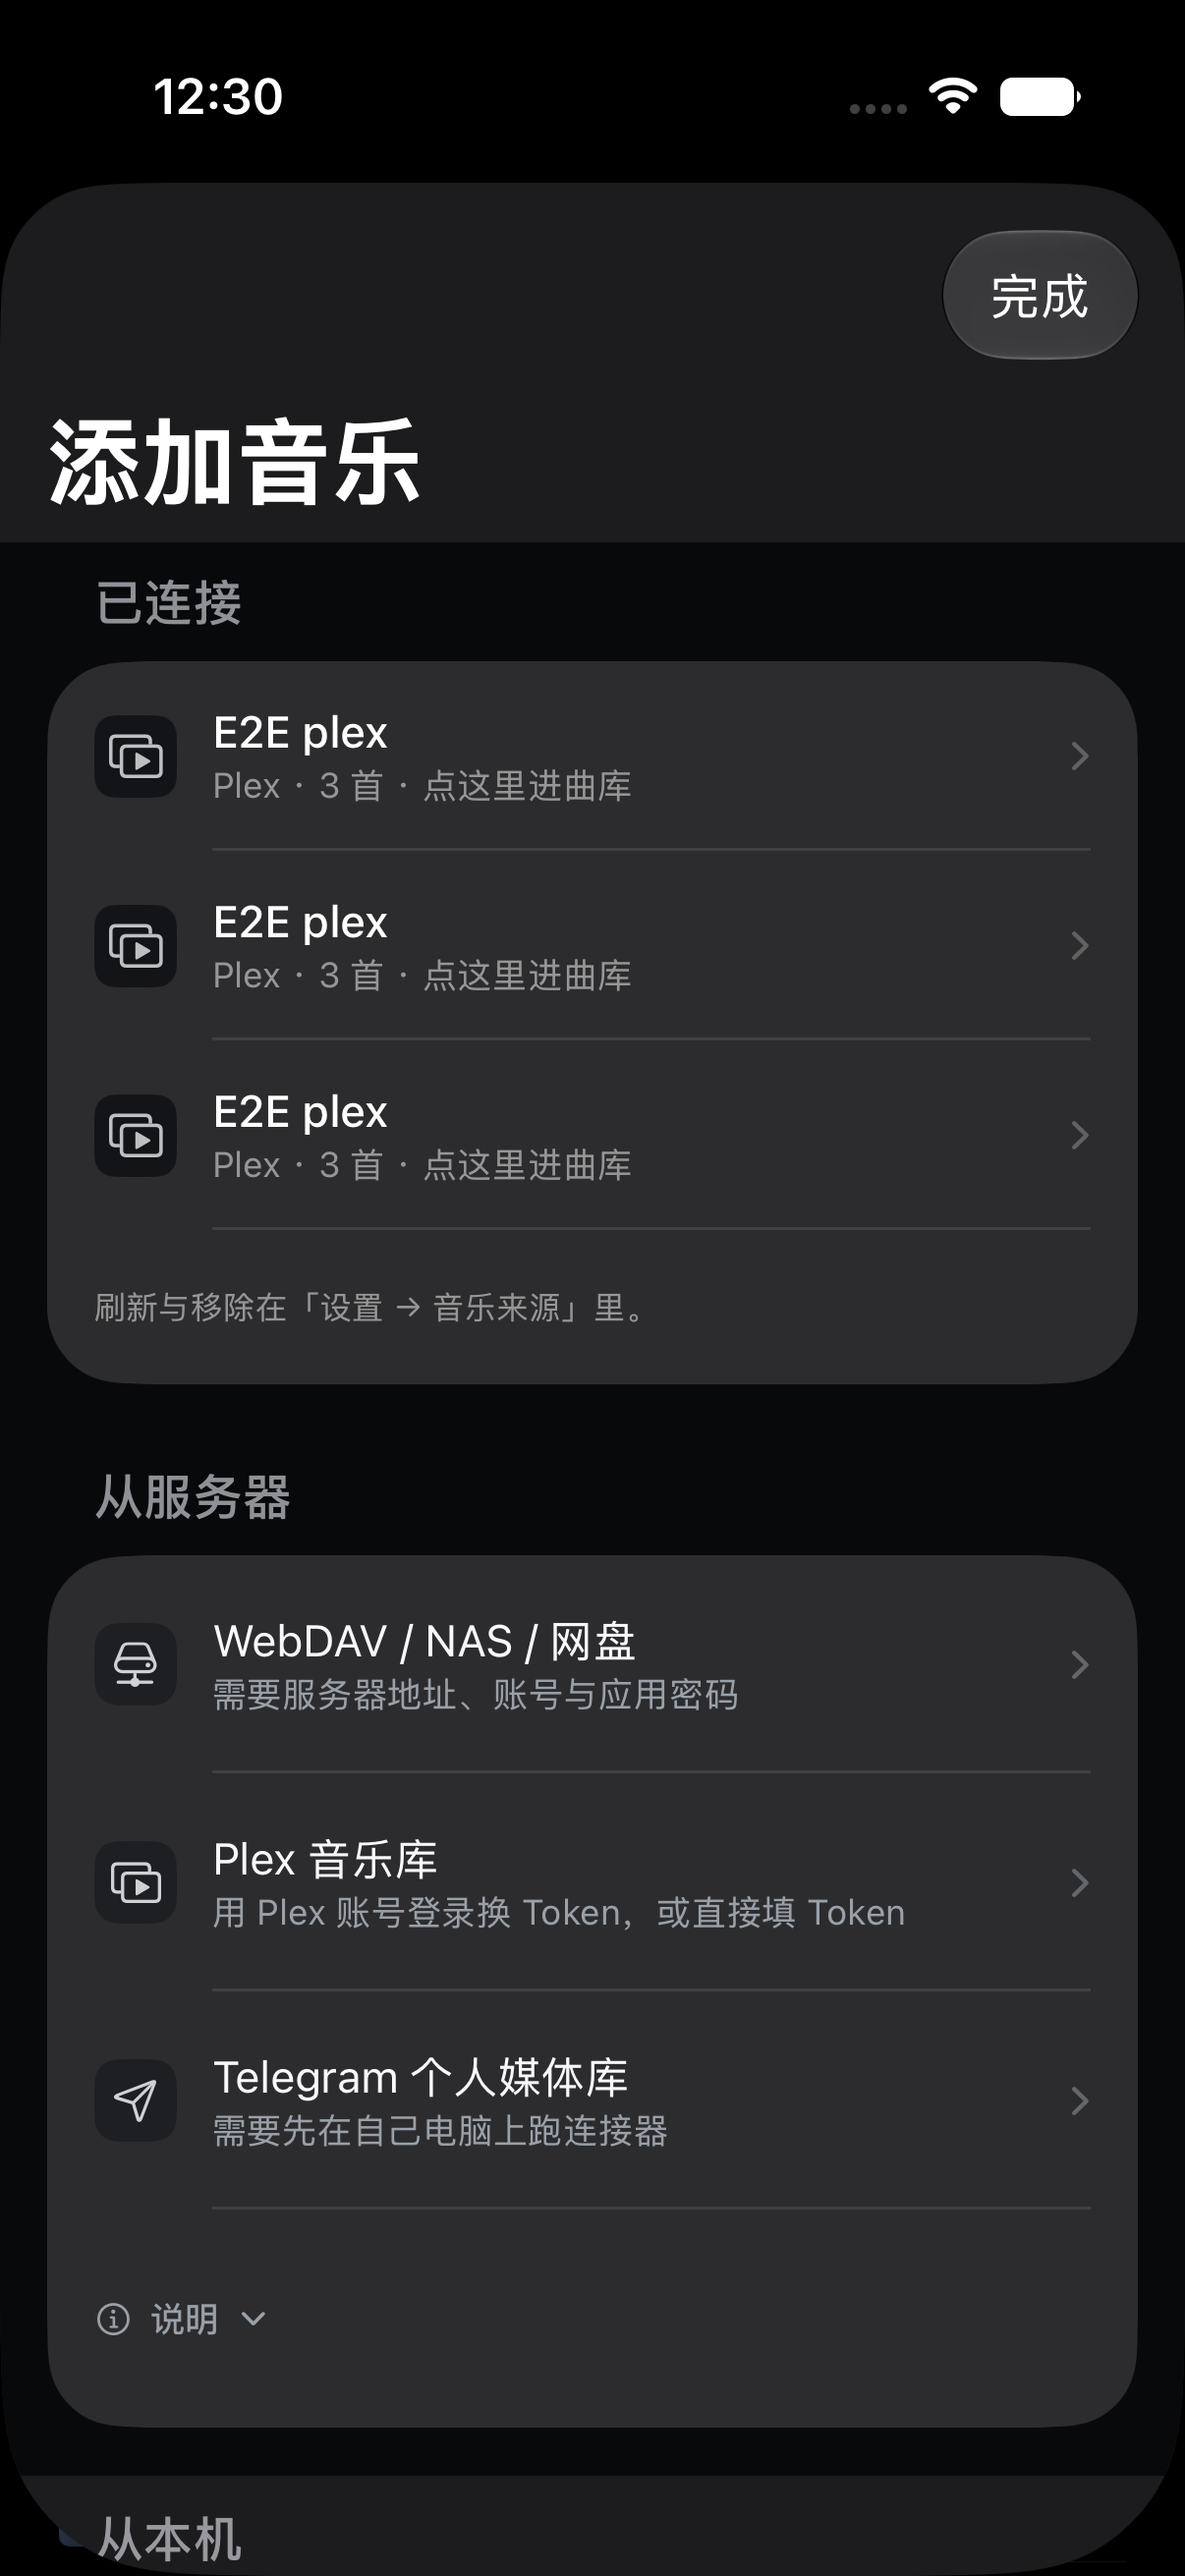 12:30
完成
添加音乐
已连接
E2E plex
Plex · 3 首 · 点这里进曲库
E2E plex
Plex · 3 首 · 点这里进曲库
E2E plex
Plex · 3 首 · 点这里进曲库
刷新与移除在「设置 → 音乐来源」里。
从服务器
WebDAV / NAS / 网盘
需要服务器地址、账号与应用密码
Plex 音乐库
用 Plex 账号登录换 Token，或直接填 Token
Telegram 个人媒体库
需要先在自己电脑上跑连接器
说明
从本机